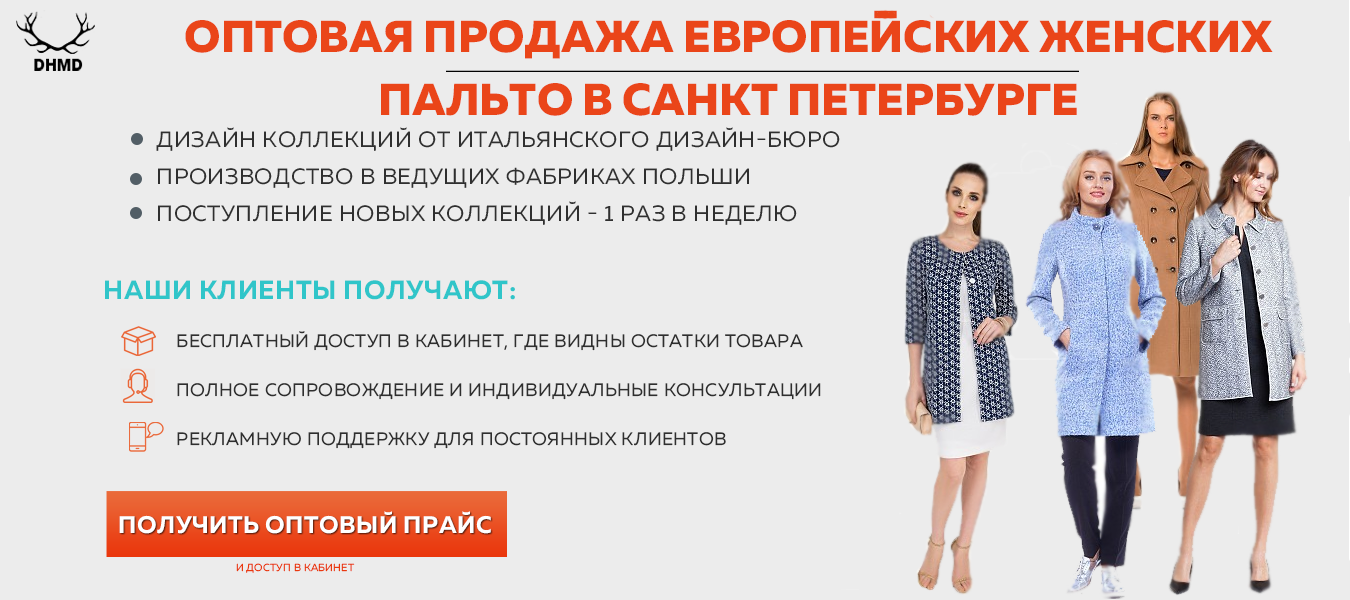 DHMD
ОПТОВАЯ ПРОДАЖА ЕВРОПЕЙСКИХ ЖЕНСКИХ
ПАЛЬТО В САНКТ ПЕТЕРБУРГЕ
ДИЗАЙН КОЛЛЕКЦИЙ ОТ ИТАЛЬЯНСКОГО ДИЗАЙН-БЮРО
ПРОИЗВОДСТВО В ВЕДУЩИХ ФАБРИКАХ ПОЛЬШИ
ПОСТУПЛЕНИЕ НОВЫХ КОЛЛЕКЦИЙ - 1 РАЗ В НЕДЕЛЮ
НАШИ КЛИЕНТЫ ПОЛУЧАЮТ:
БЕСПЛАТНЫЙ ДОСТУП В КАБИНЕТ, ГДЕ ВИДНЫ ОСТАТКИ ТОВАРА
ПОЛНОЕ СОПРОВОЖДЕНИЕ И ИНДИВИДУАЛЬНЫЕ КОНСУЛЬТАЦИИ
РЕКЛАМНУЮ ПОДДЕРЖКУ ДЛЯ ПОСТОЯННЫХ КЛИЕНТОВ
ПОЛУЧИТЬ ОПТОВЫЙ ПРАЙС
И ДОСТУП В КАБИНЕТ